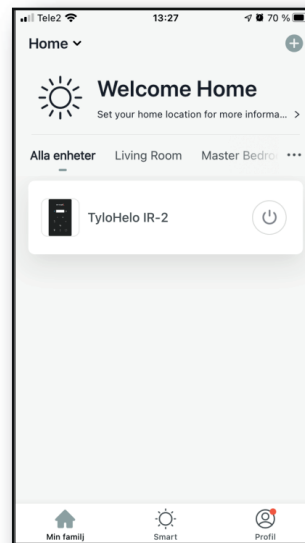 Tele2 13:27 70 %
Home
Welcome Home
Set your home location for more informa...
Alla enheter Living Room Master Bedro
TyloHelo IR-2
Min familj Smart Profil